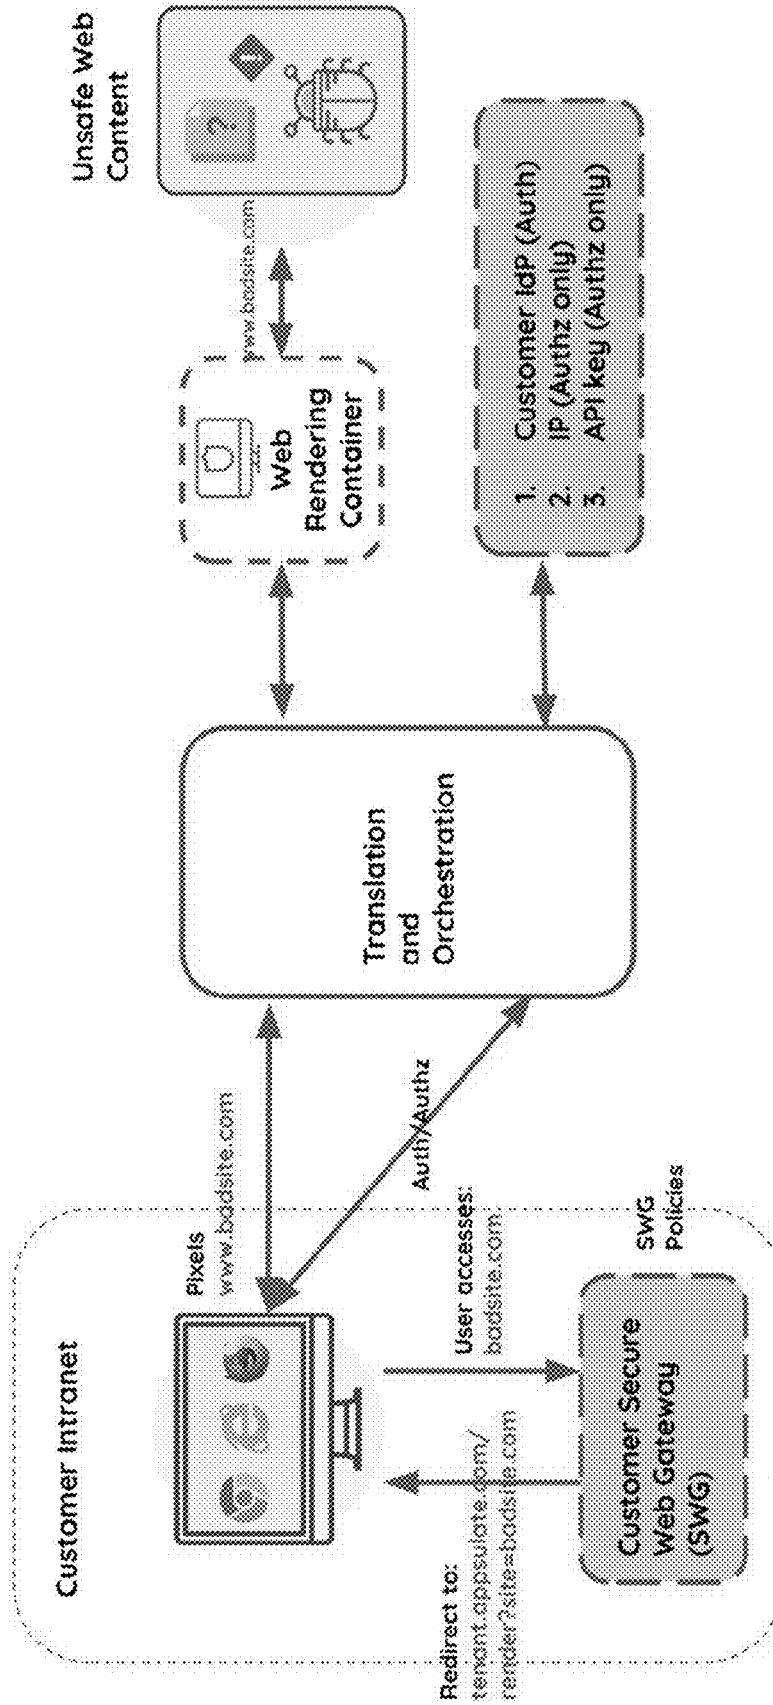 Customer Intranet
Pixels
www.badsite.com
Auth/Authz
User accesses:
badsite.com
Redirect to:
tenant.appsulate.com/
render?site=badsite.com
Customer Secure
Web Gateway
(SWG)
SWG
Policies
Translation
and
Orchestration
Web
Rendering
Container
www.badsite.com
Unsafe Web
Content
?
1. Customer IdP (Auth)
2. IP (Authz only)
3. API key (Authz only)